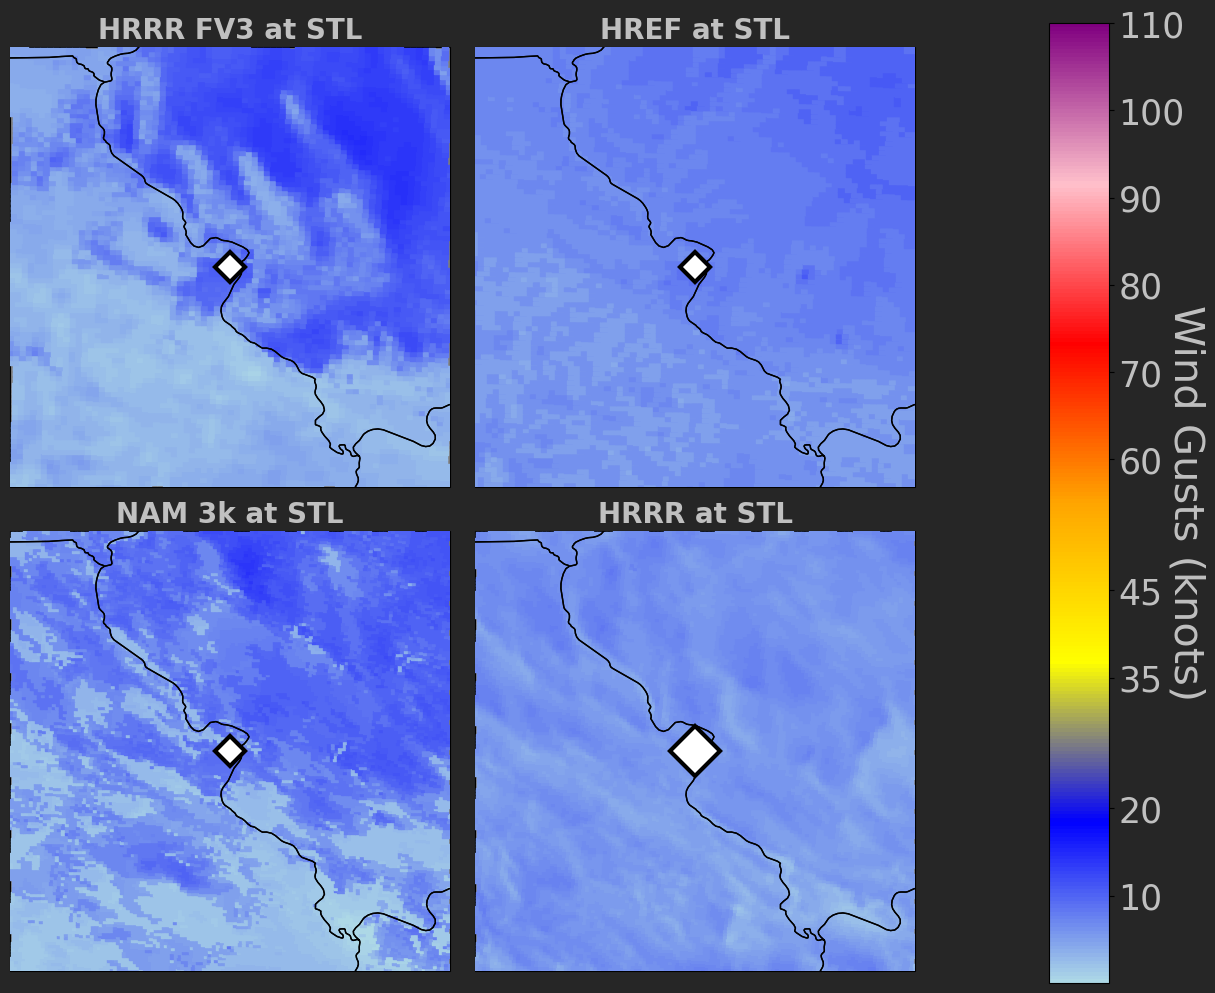 HRRR FV3 at STL
HREF at STL
NAM 3k at STL
HRRR at STL
110
100
90
80
70
60
45
35
20
10
Wind Gusts (knots)